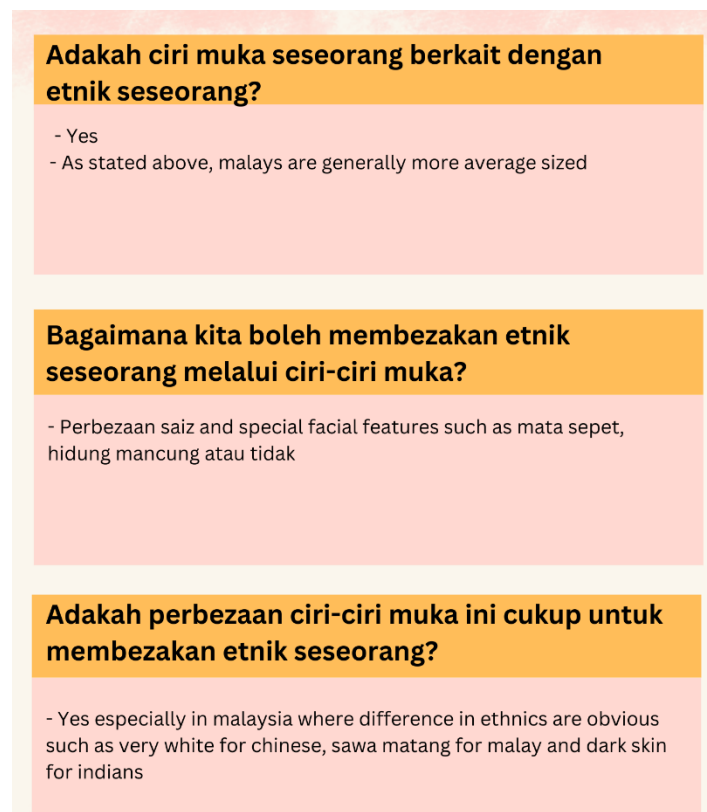 Adakah ciri muka seseorang berkait dengan
etnik seseorang?
- Yes
- As stated above, malays are generally more average sized
Bagaimana kita boleh membezakan etnik
seseorang melalui ciri-ciri muka?
- Perbezaan saiz and special facial features such as mata sepet,
hidung mancung atau tidak
Adakah perbezaan ciri-ciri muka ini cukup untuk
membezakan etnik seseorang?
- Yes especially in malaysia where difference in ethnics are obvious
such as very white for chinese, sawa matang for malay and dark skin
for indians